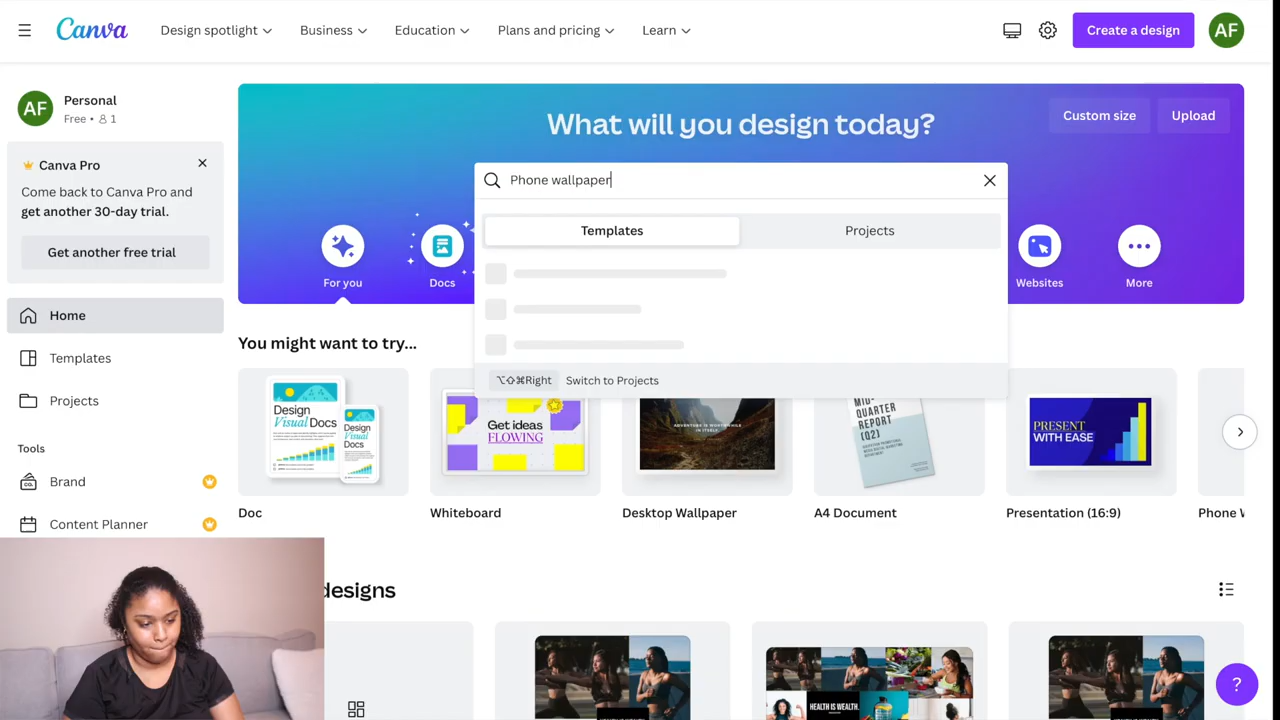 Canva
Design spotlight
Business
Education
Plans and pricing
Learn
Create a design
AF
AF
Personal
Free • 1
Canva Pro
Come back to Canva Pro and
get another 30-day trial.
Get another free trial
Home
Templates
Projects
Tools
Brand
Content Planner
What will you design today?
Custom size
Upload
Phone wallpaper
Templates
Projects
⌥⇧⌘Right
Switch to Projects
For you
Docs
Websites
More
You might want to try...
Design
Visual Docs
Design
Visual
Docs
Get ideas
FLOWING
ADVENTURE IS WORTHWHILE
IN ITSELF.
MID-
QUARTER
REPORT
(Q2)
PRESENT
WITH EASE
Doc
Whiteboard
Desktop Wallpaper
A4 Document
Presentation (16:9)
Phone
designs
HEALTH IS WEALTH.
?